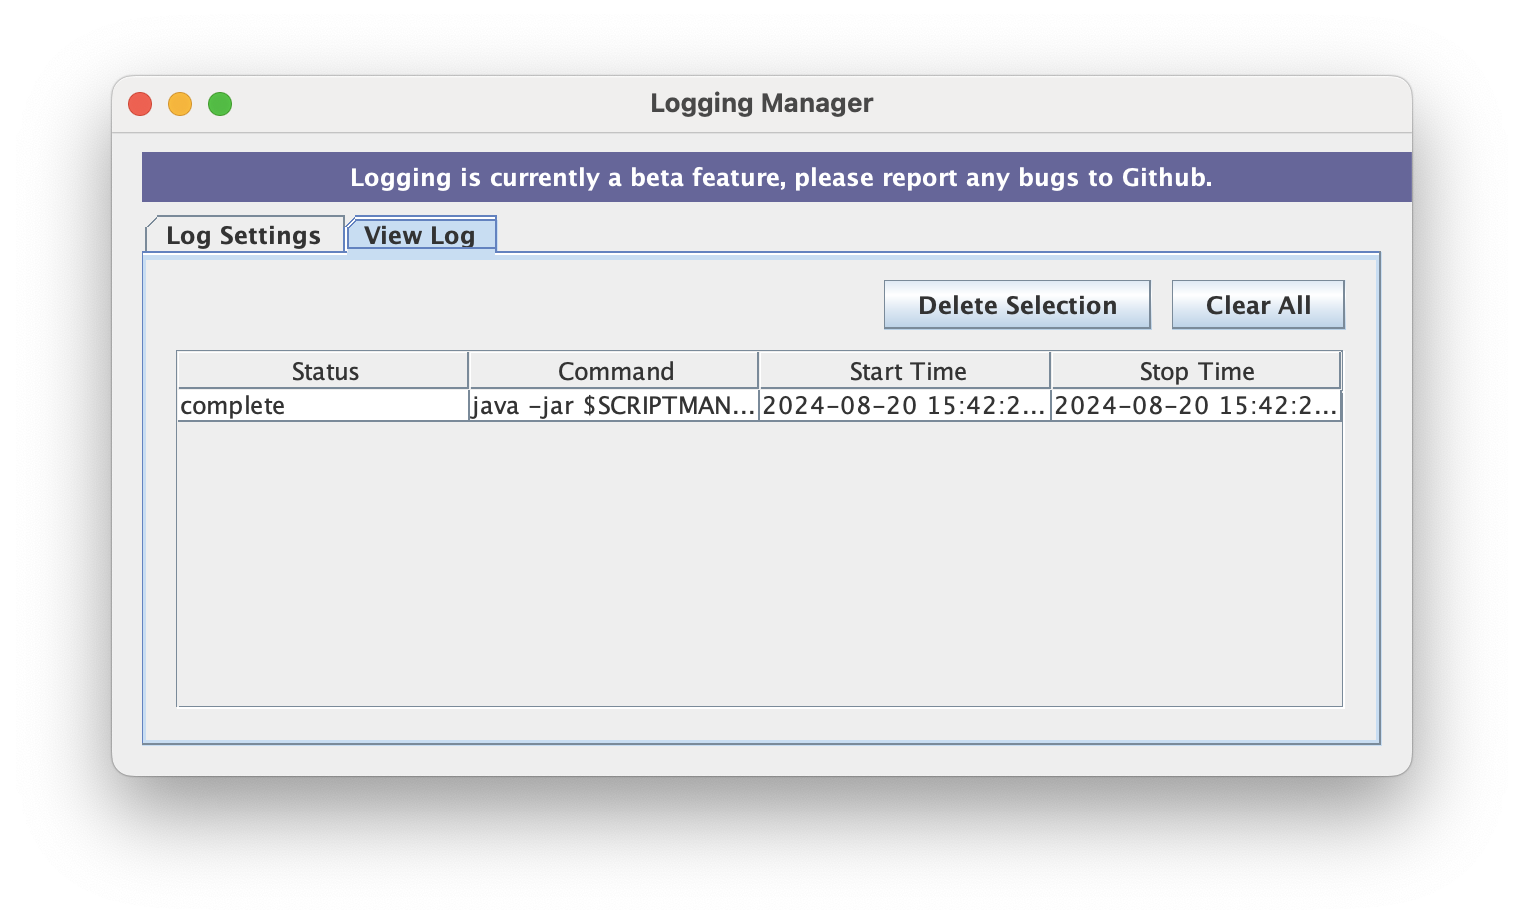 Logging Manager
Logging is currently a beta feature, please report any bugs to Github.
Log Settings View Log
Delete Selection Clear All
Status Command Start Time Stop Time
complete java -jar $SCRIPTMAN... 2024-08-20 15:42:2... 2024-08-20 15:42:2...